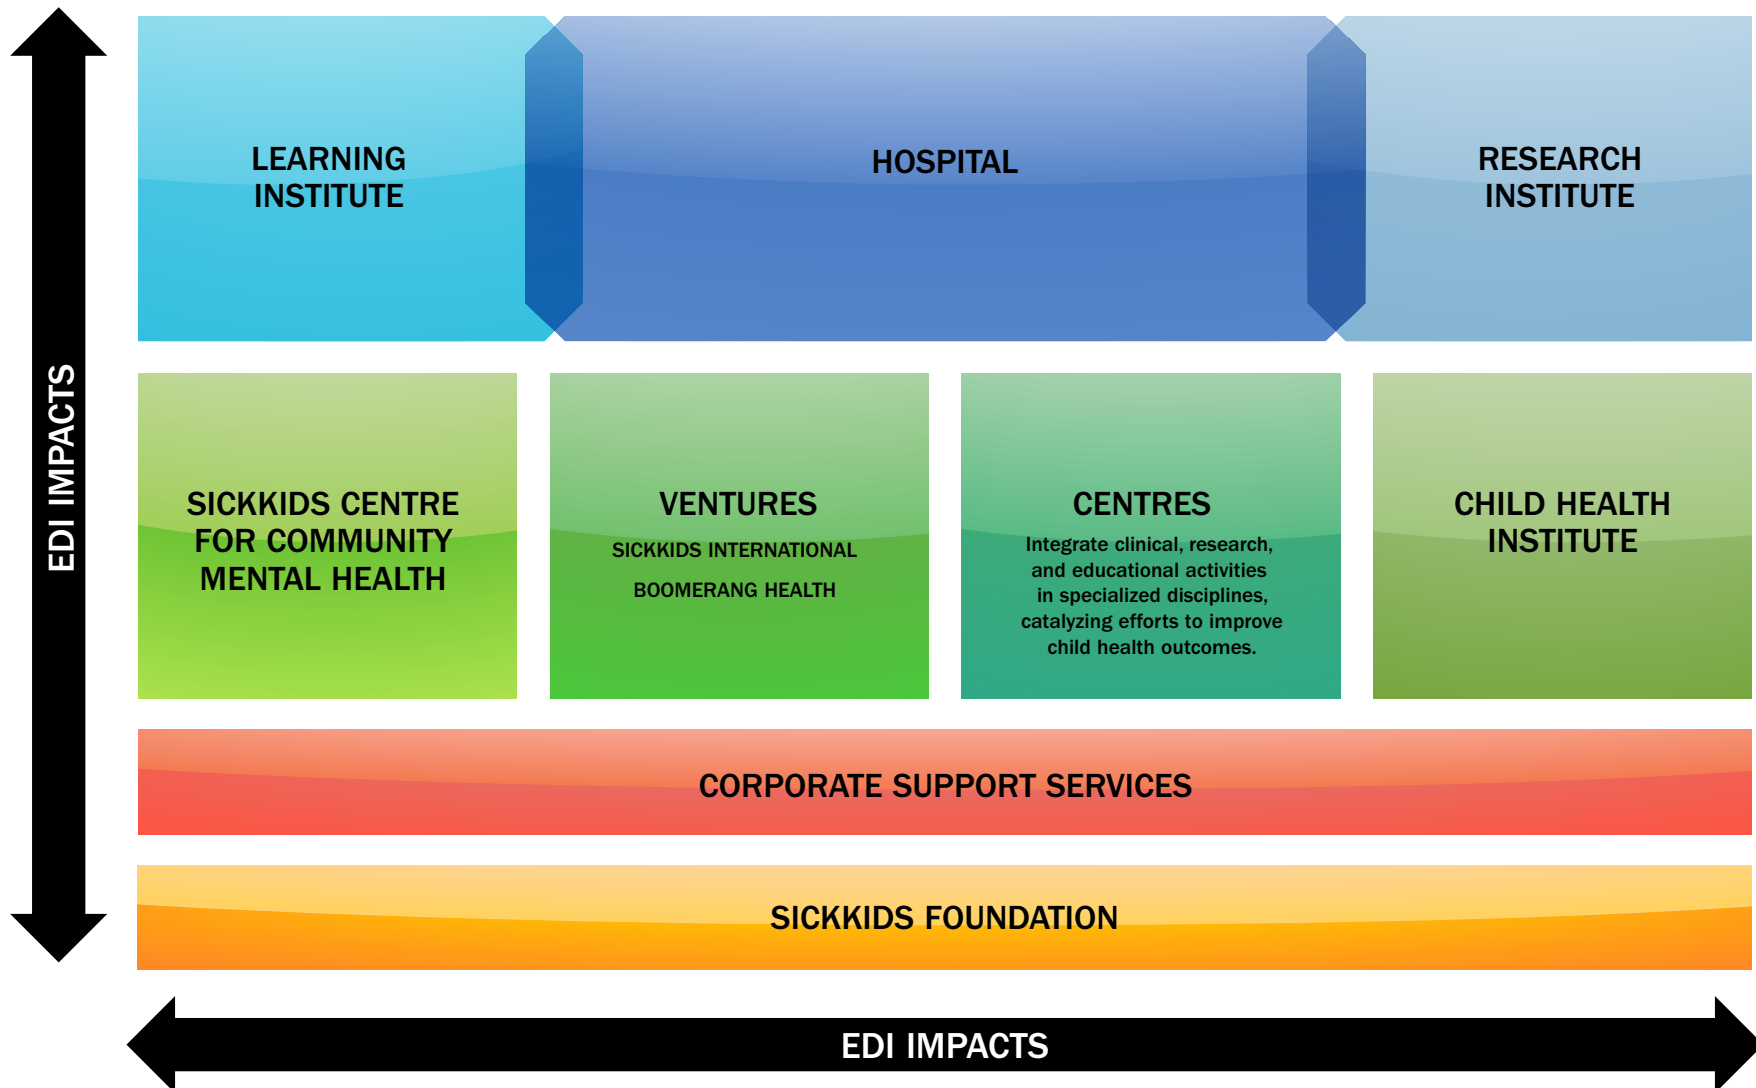 LEARNING
INSTITUTE
HOSPITAL
RESEARCH
INSTITUTE
EDI IMPACTS
SICKKIDS CENTRE
FOR COMMUNITY
MENTAL HEALTH
VENTURES
SICKKIDS INTERNATIONAL
BOOMERANG HEALTH
CENTRES
Integrate clinical, research,
and educational activities
in specialized disciplines,
catalyzing efforts to improve
child health outcomes.
CHILD HEALTH
INSTITUTE
CORPORATE SUPPORT SERVICES
SICKKIDS FOUNDATION
EDI IMPACTS